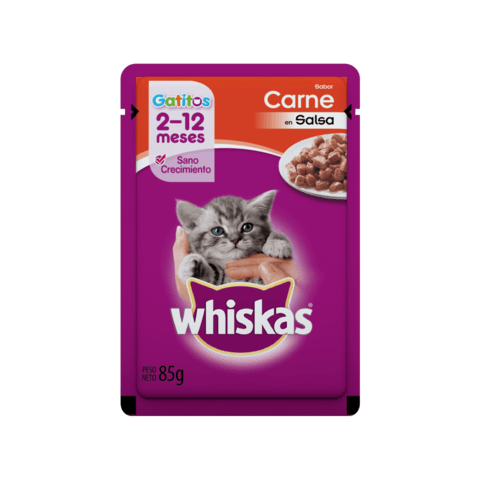 Gatitos
2-12
meses
Sano
Crecimiento
Sabor
Carne
en Salsa
whiskas®
PESO
NETO 85g